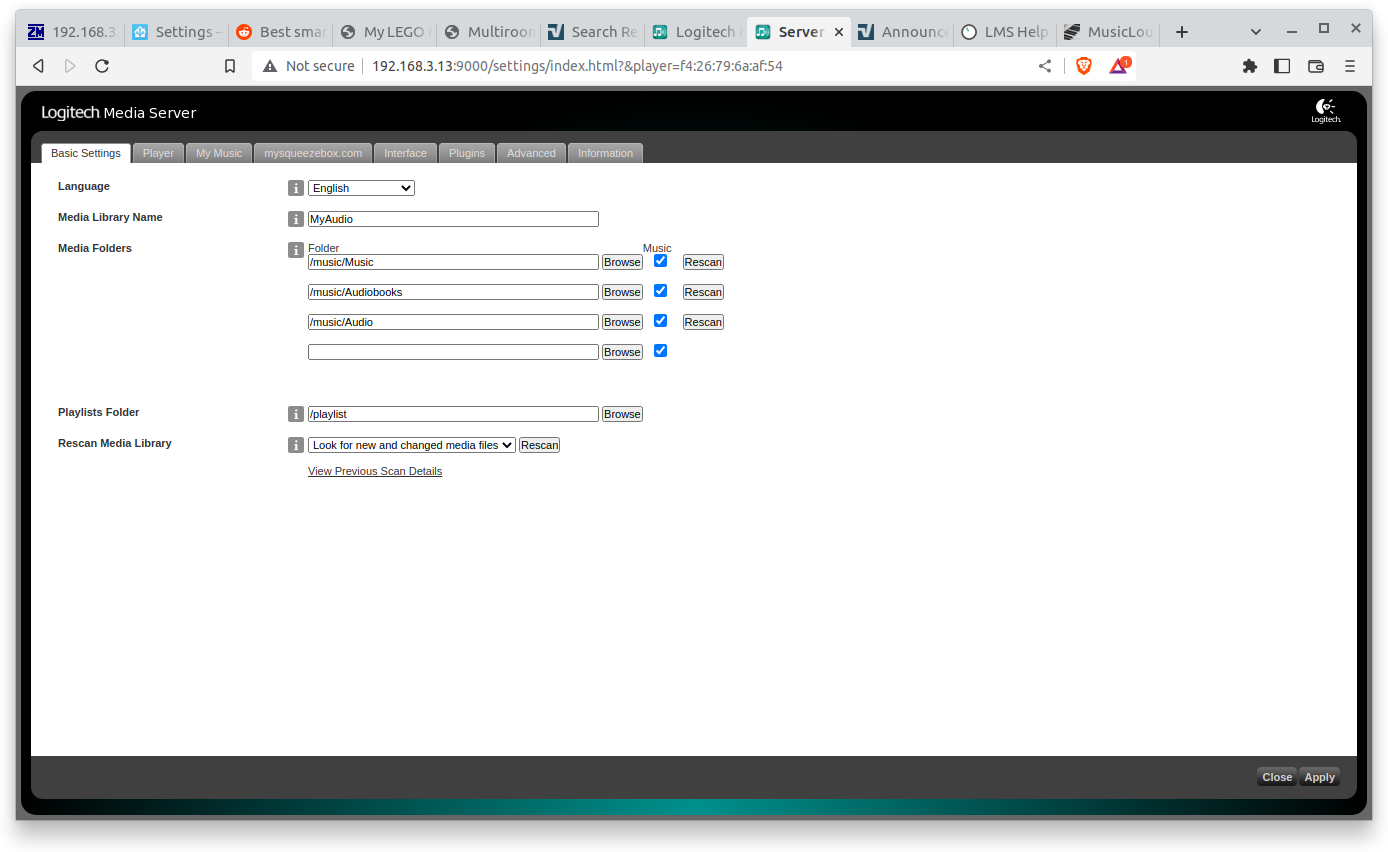 ZM 192.168.3. Settings – Best smar My LEGO Multiroon Search Re Logitech Server Announce LMS Help MusicLou
Not secure 192.168.3.13:9000/settings/index.html?&player=f4:26:79:6a:af:54 1
Logitech Media Server Logitech.
Basic Settings Player My Music mysqueezebox.com Interface Plugins Advanced Information
Language i English
Media Library Name i MyAudio
Media Folders i Folder Music
/music/Music Browse Rescan
/music/Audiobooks Browse Rescan
/music/Audio Browse Rescan
Browse
Playlists Folder i /playlist Browse
Rescan Media Library i Look for new and changed media files Rescan
View Previous Scan Details
Close Apply